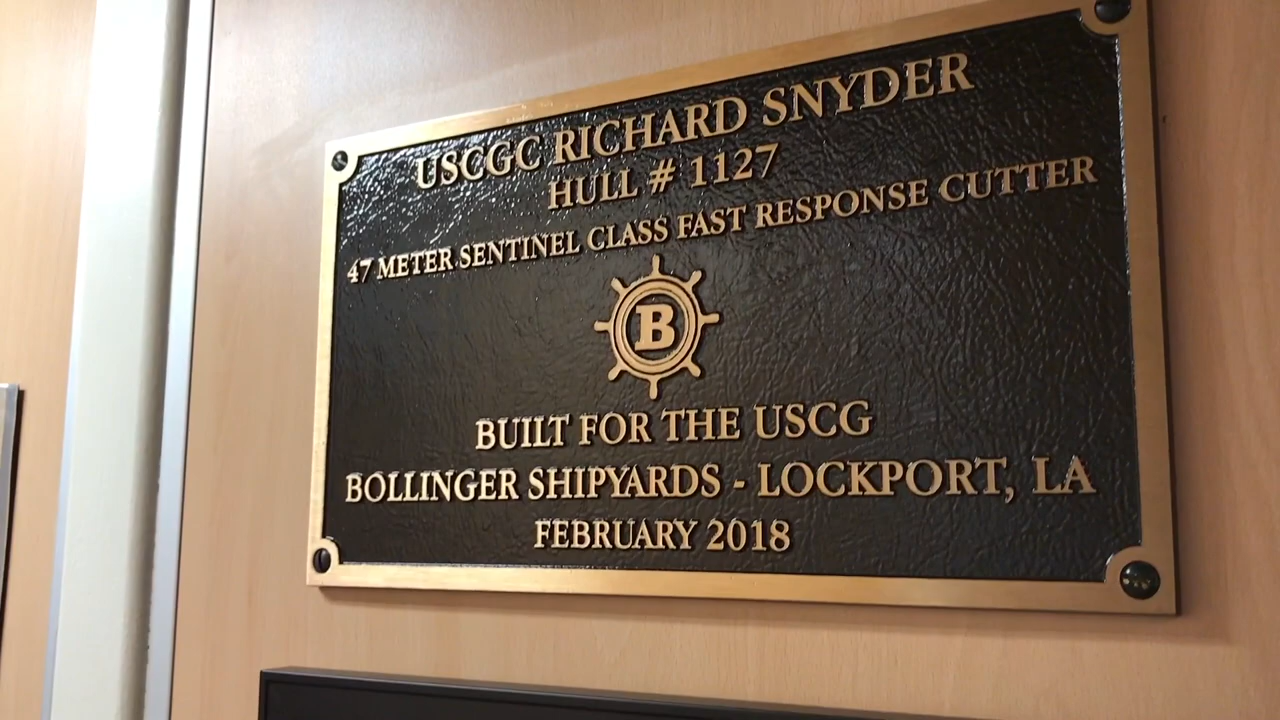 USCGC RICHARD SNYDER
HULL # 1127
47 METER SENTINEL CLASS FAST RESPONSE CUTTER
B
BUILT FOR THE USCG
BOLLINGER SHIPYARDS - LOCKPORT, LA
FEBRUARY 2018